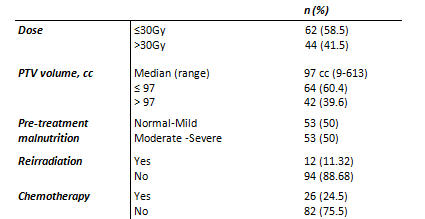 n (%)
Dose ≤30Gy 62 (58.5)
>30Gy 44 (41.5)
PTV volume, cc Median (range) 97 cc (9-613)
≤ 97 64 (60.4)
> 97 42 (39.6)
Pre-treatment Normal-Mild 53 (50)
malnutrition Moderate -Severe 53 (50)
Reirradiation Yes 12 (11.32)
No 94 (88.68)
Chemotherapy Yes 26 (24.5)
No 82 (75.5)